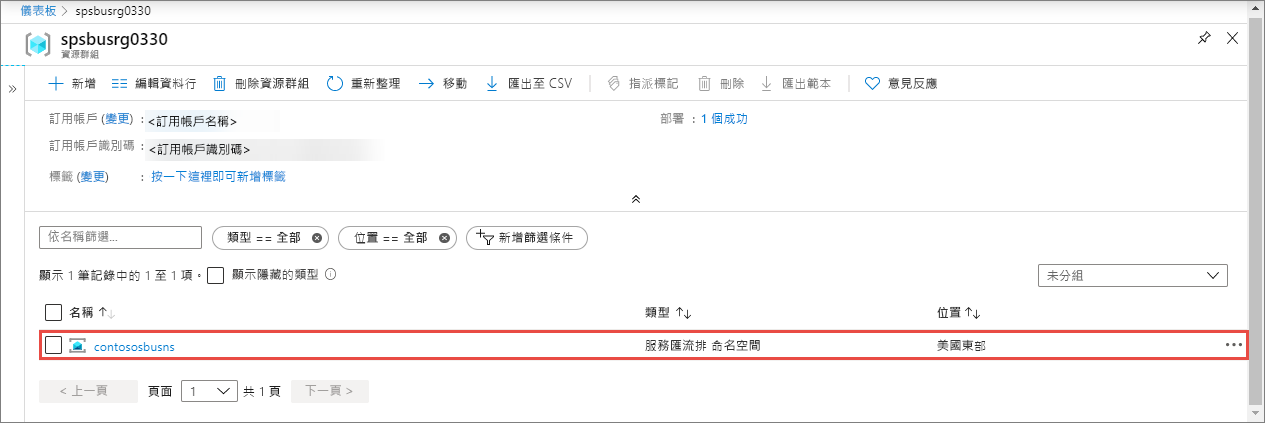 儀表板 > spsbusrg0330
spsbusrg0330
資源群組
新增 編輯資料行 刪除資源群組 重新整理 移動 匯出至 CSV 指派標記 刪除 匯出範本 意見反應
訂用帳戶 (變更) : <訂用帳戶名稱> 部署 : 1 個成功
訂用帳戶識別碼 : <訂用帳戶識別碼>
標籤 (變更) : 按一下這裡即可新增標籤
依名稱篩選... 類型 == 全部 位置 == 全部 新增篩選條件
顯示 1 筆記錄中的 1 至 1 項。 顯示隱藏的類型 未分組
名稱 類型 位置
contososbusns 服務匯流排 命名空間 美國東部
< 上一頁 頁面 1 共 1 頁 下一頁 >